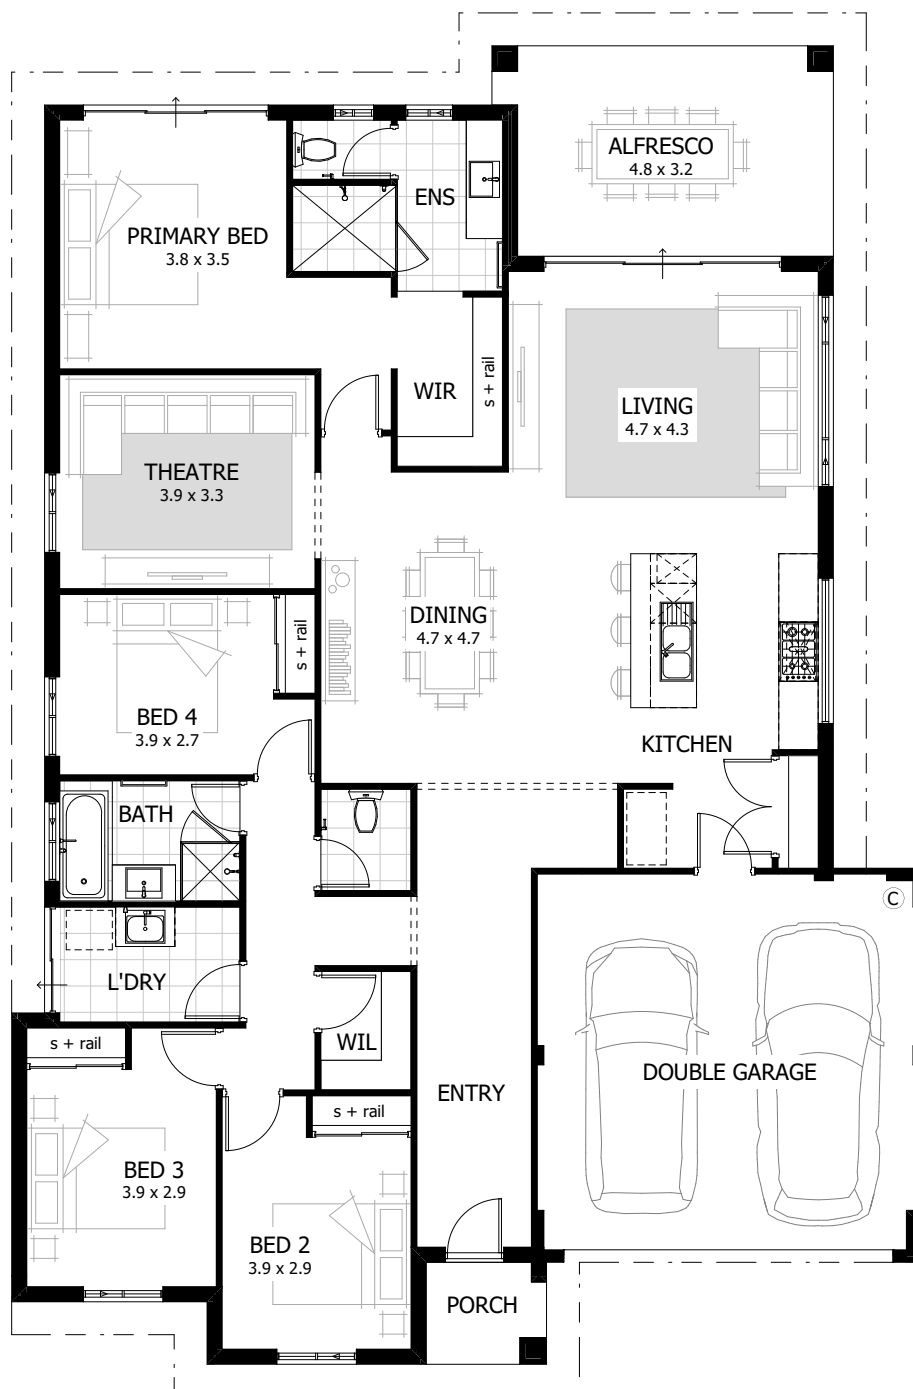 ALFRESCO
4.8 x 3.2
ENS
PRIMARY BED
3.8 x 3.5
WIR
s + rail
LIVING
4.7 x 4.3
THEATRE
3.9 x 3.3
DINING
4.7 x 4.7
s + rail
BED 4
3.9 x 2.7
KITCHEN
BATH
C
L'DRY
WIL
s + rail
DOUBLE GARAGE
ENTRY
s + rail
BED 3
3.9 x 2.9
BED 2
3.9 x 2.9
PORCH